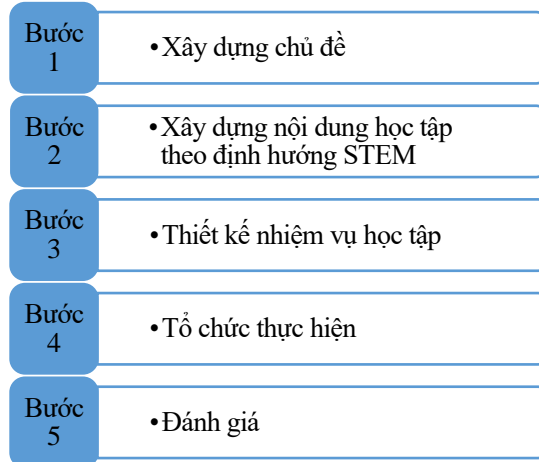 Bước
1
•Xây dựng chủ đề
Bước
2
•Xây dựng nội dung học tập
theo định hướng STEM
Bước
3
•Thiết kế nhiệm vụ học tập
Bước
4
•Tổ chức thực hiện
Bước
5
•Đánh giá